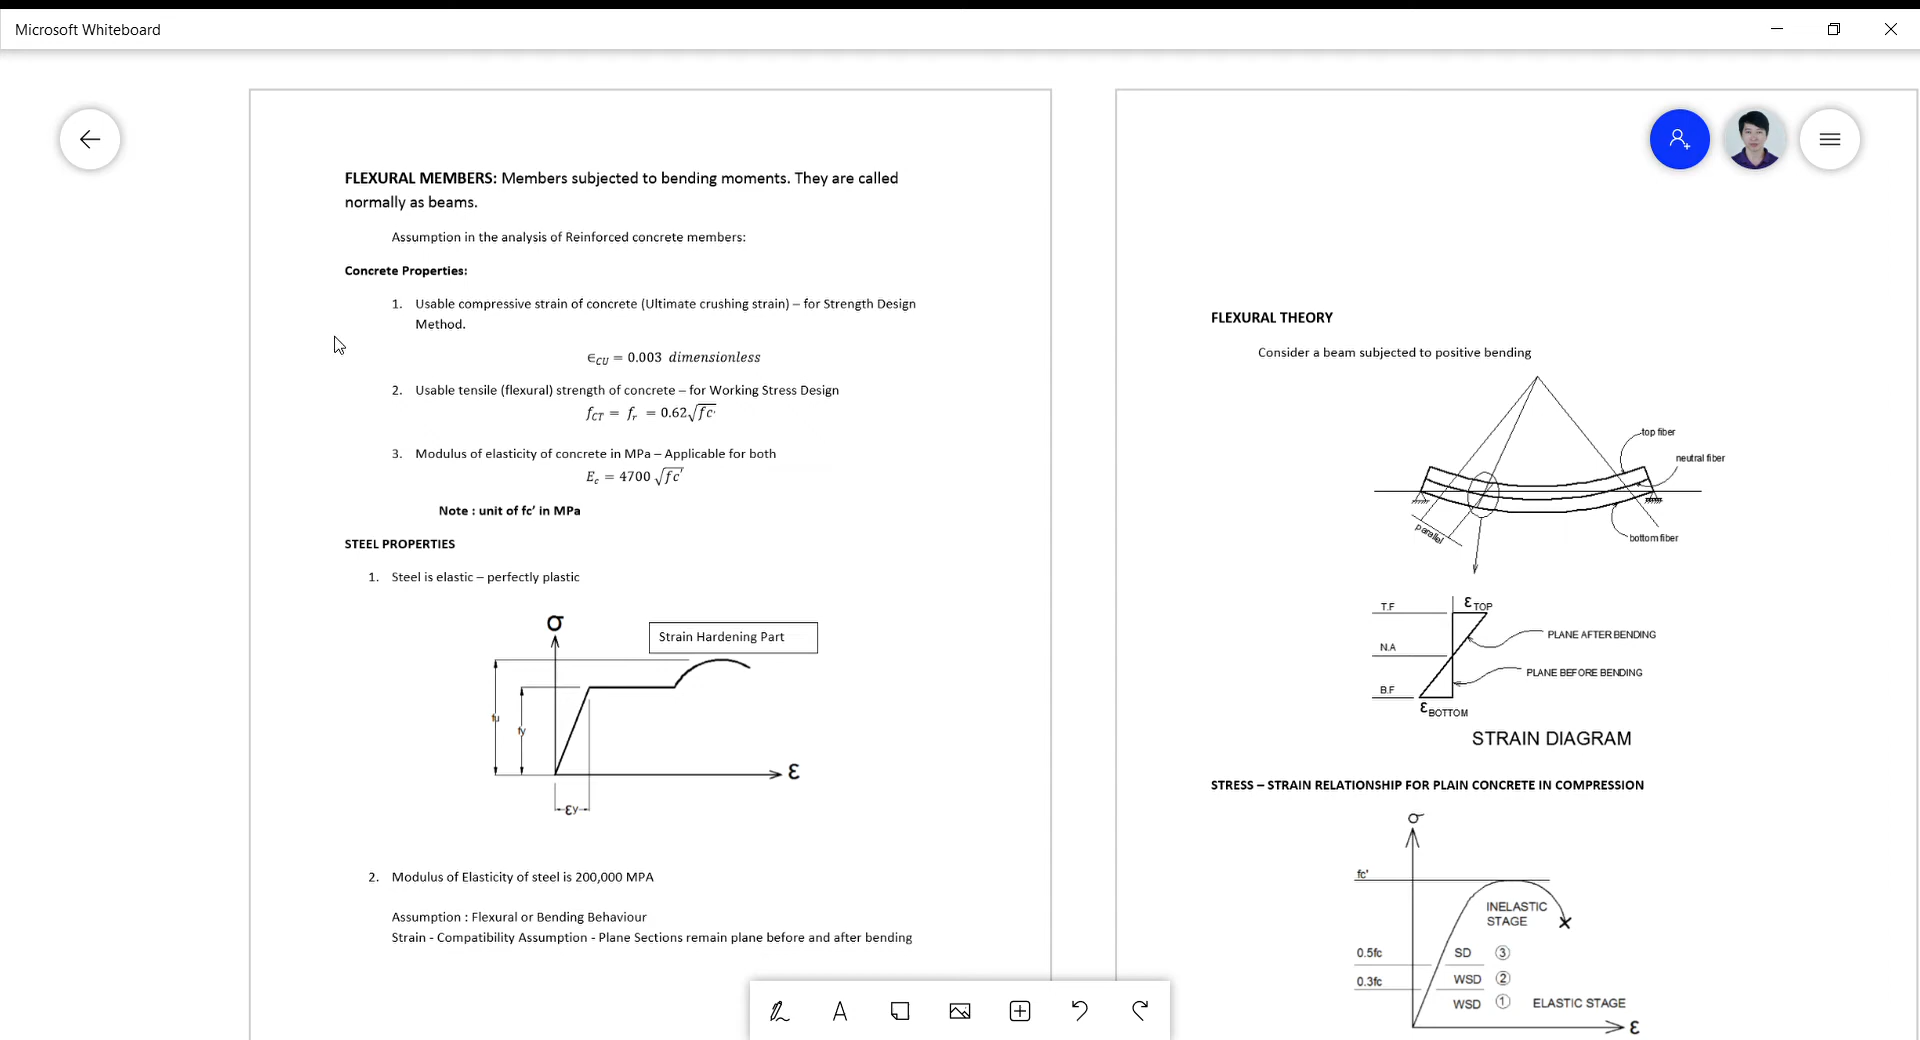 Microsoft Whiteboard
FLEXURAL MEMBERS: Members subjected to bending moments. They are called
normally as beams.
Assumption in the analysis of Reinforced concrete members:
Concrete Properties:
1. Usable compressive strain of concrete (Ultimate crushing strain) – for Strength Design
Method.
∈CU = 0.003 dimensionless
2. Usable tensile (flexural) strength of concrete – for Working Stress Design
fCT = fr = 0.62√fc'
3. Modulus of elasticity of concrete in MPa – Applicable for both
Ec = 4700 √fc'
Note : unit of fc' in MPa
STEEL PROPERTIES
1. Steel is elastic – perfectly plastic
σ
Strain Hardening Part
fu
fy
ε
εy
2. Modulus of Elasticity of steel is 200,000 MPA
Assumption : Flexural or Bending Behaviour
Strain - Compatibility Assumption - Plane Sections remain plane before and after bending
FLEXURAL THEORY
Consider a beam subjected to positive bending
top fiber
neutral fiber
parallel
bottom fiber
T.F
εTOP
PLANE AFTER BENDING
N.A
PLANE BEFORE BENDING
B.F
εBOTTOM
STRAIN DIAGRAM
STRESS – STRAIN RELATIONSHIP FOR PLAIN CONCRETE IN COMPRESSION
σ
fc'
INELASTIC
STAGE
0.5fc
SD 3
WSD 2
0.3fc
WSD 1
ELASTIC STAGE
ε